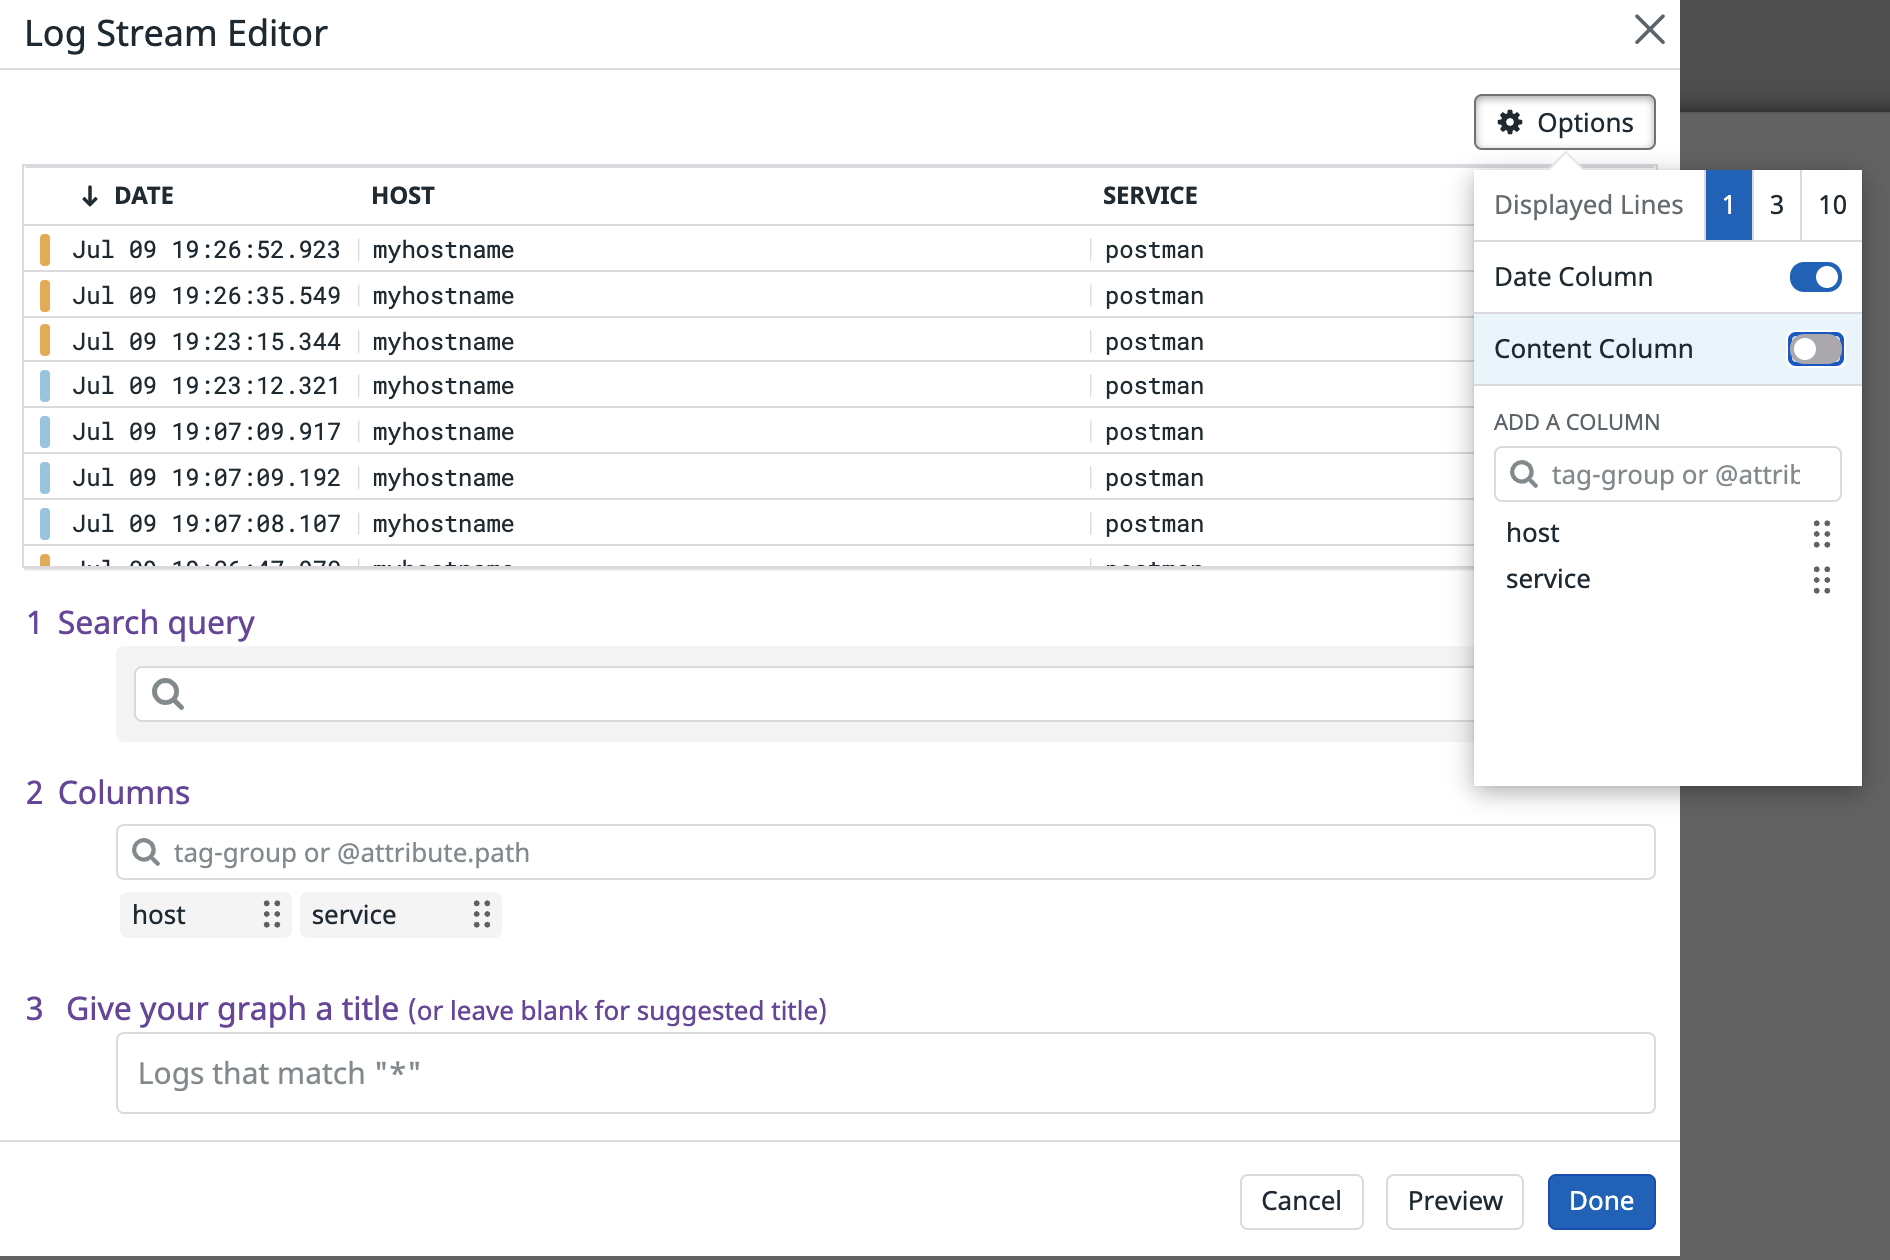 Log Stream Editor
Options
DATE HOST SERVICE
Jul 09 19:26:52.923 myhostname postman
Jul 09 19:26:35.549 myhostname postman
Jul 09 19:23:15.344 myhostname postman
Jul 09 19:23:12.321 myhostname postman
Jul 09 19:07:09.917 myhostname postman
Jul 09 19:07:09.192 myhostname postman
Jul 09 19:07:08.107 myhostname postman
Displayed Lines 1 3 10
Date Column
Content Column
ADD A COLUMN
tag-group or @attrib
host
service
1 Search query
2 Columns
tag-group or @attribute.path
host service
3 Give your graph a title (or leave blank for suggested title)
Logs that match "*"
Cancel Preview Done